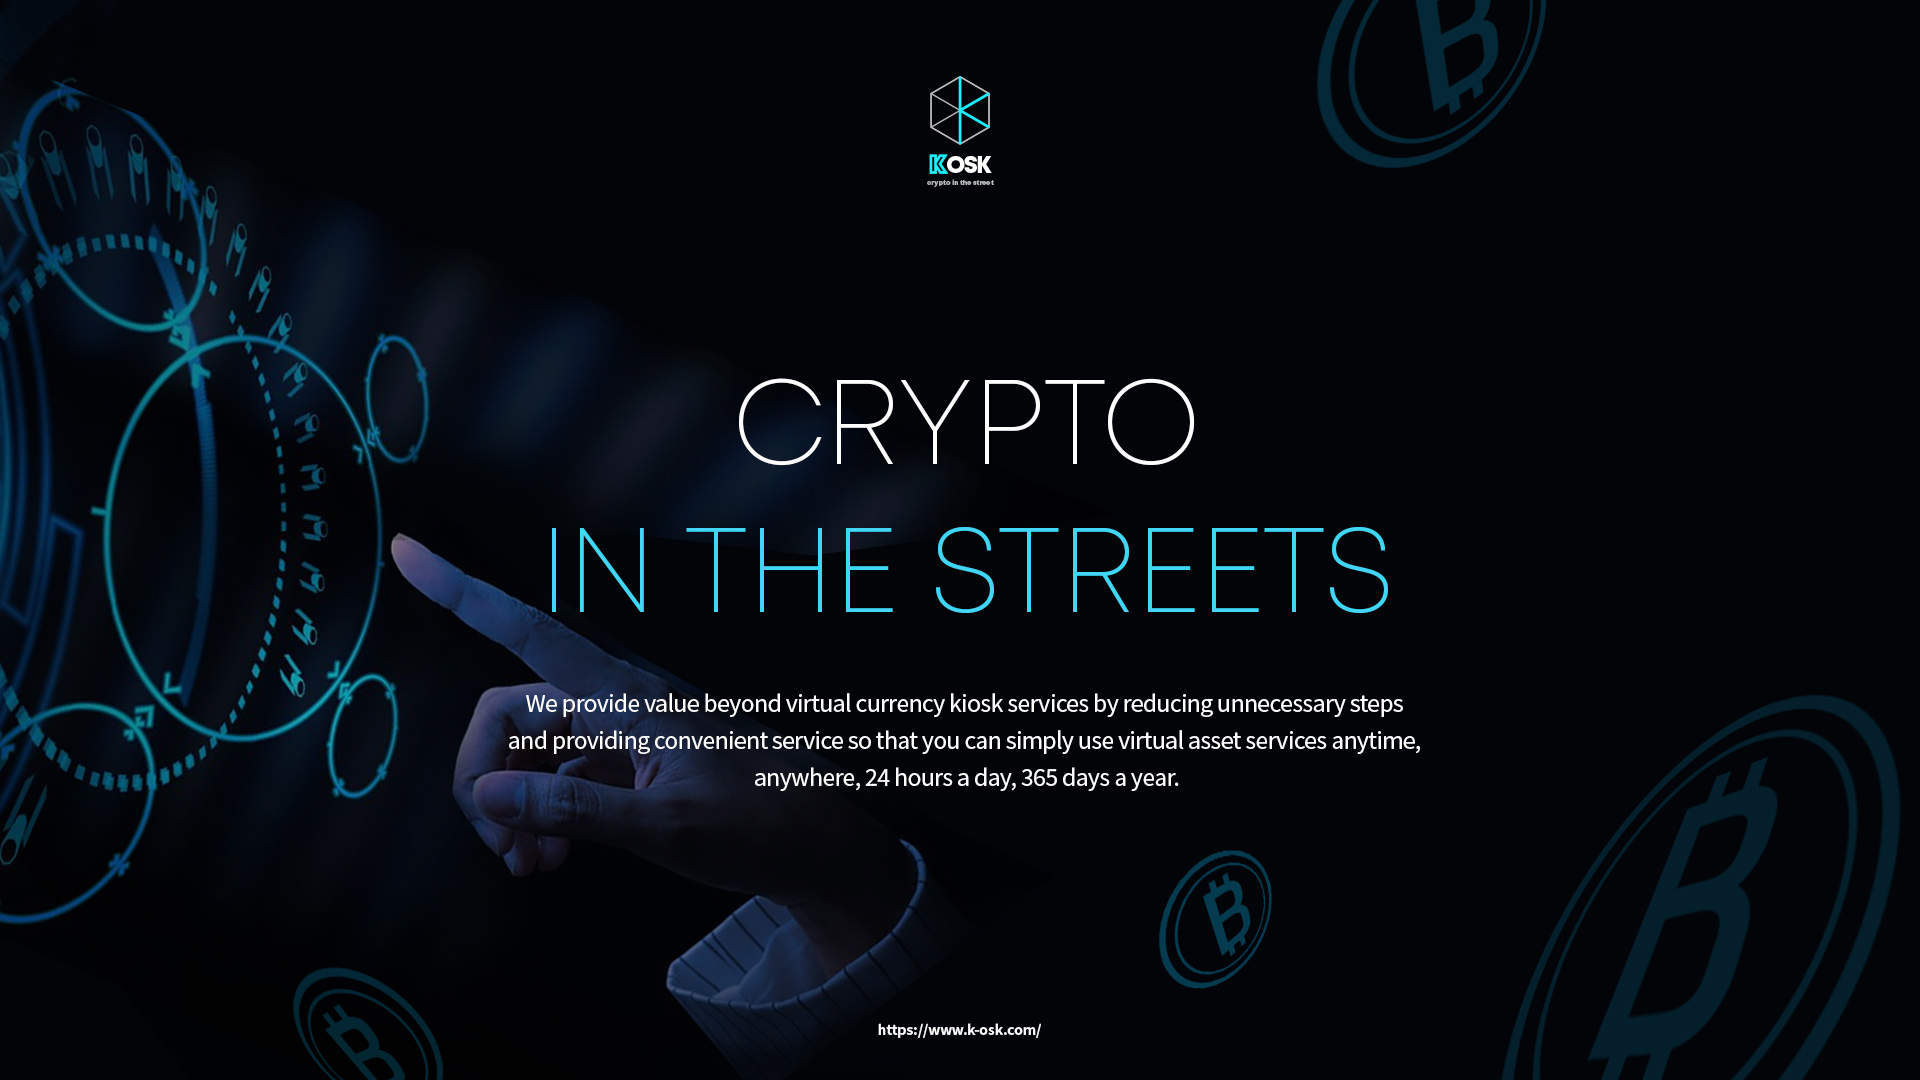 KOSK
crypto in the street
CRYPTO
IN THE STREETS
We provide value beyond virtual currency kiosk services by reducing unnecessary steps
and providing convenient service so that you can simply use virtual asset services anytime,
anywhere, 24 hours a day, 365 days a year.
https://www.k-osk.com/